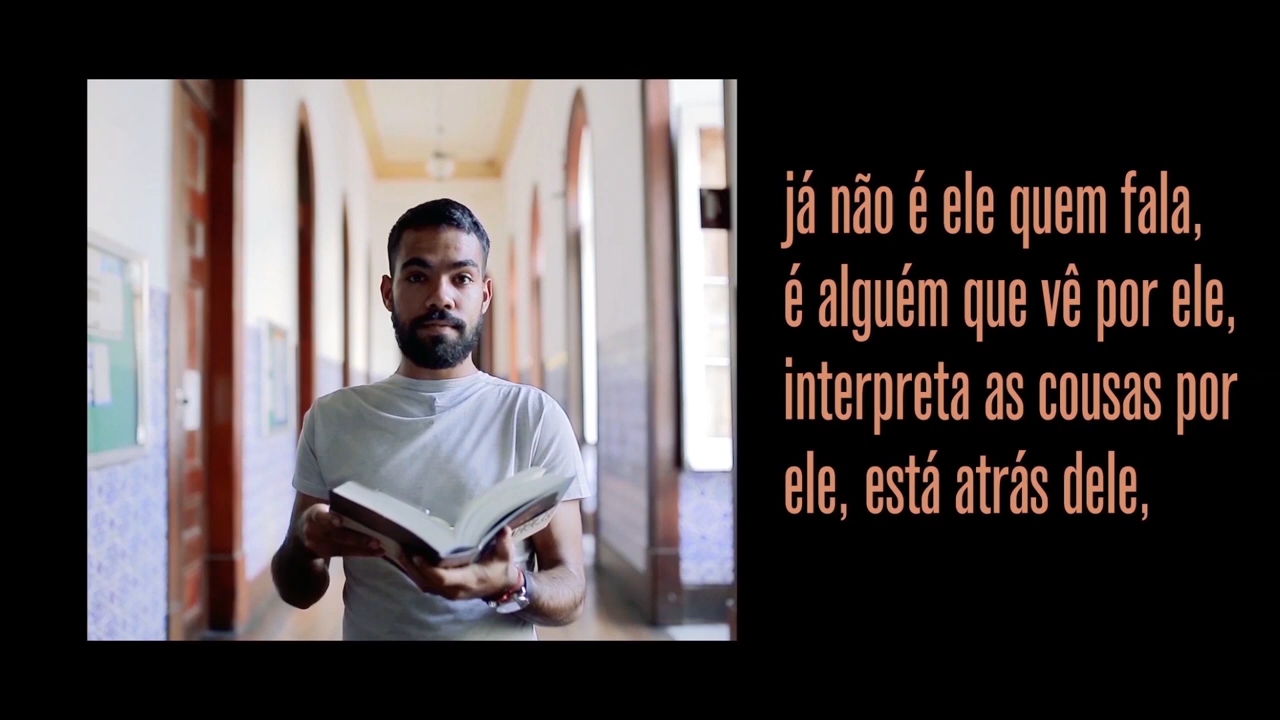 já não é ele quem fala,
é alguém que vê por ele,
interpreta as cousas por
ele, está atrás dele,